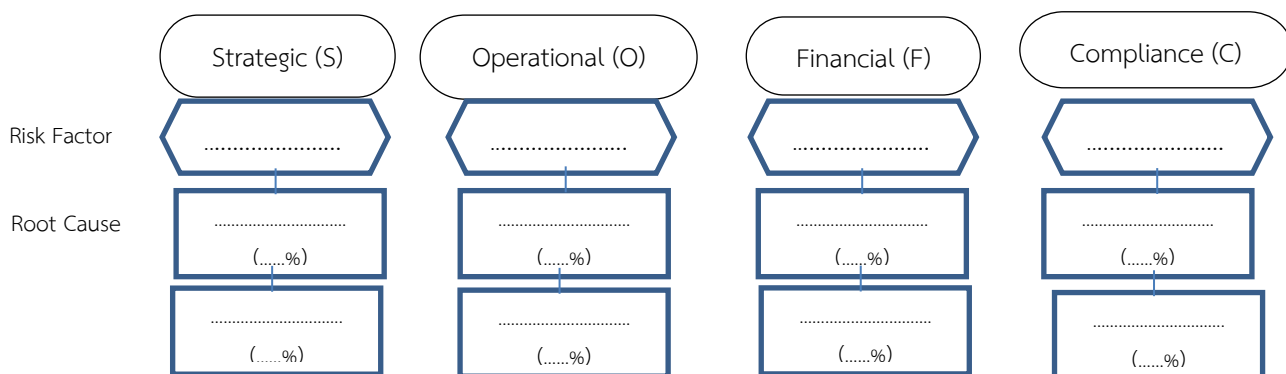 Strategic (S) Operational (O) Financial (F) Compliance (C)
Risk Factor ........................ ........................ ........................ ........................
Root Cause ............................... ............................... ............................... ...............................
(......%) (......%) (......%) (......%)
............................... ............................... ............................... ...............................
(......%) (......%) (......%) (......%)